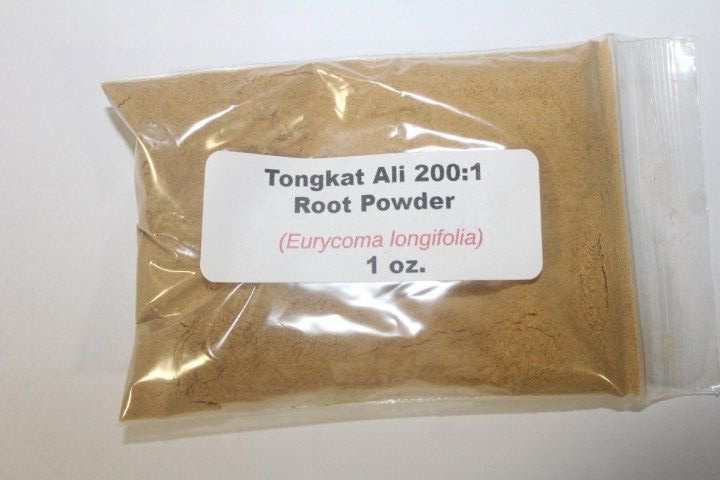 Tongkat Ali 200:1
Root Powder
(Eurycoma longifolia)
1 oz.